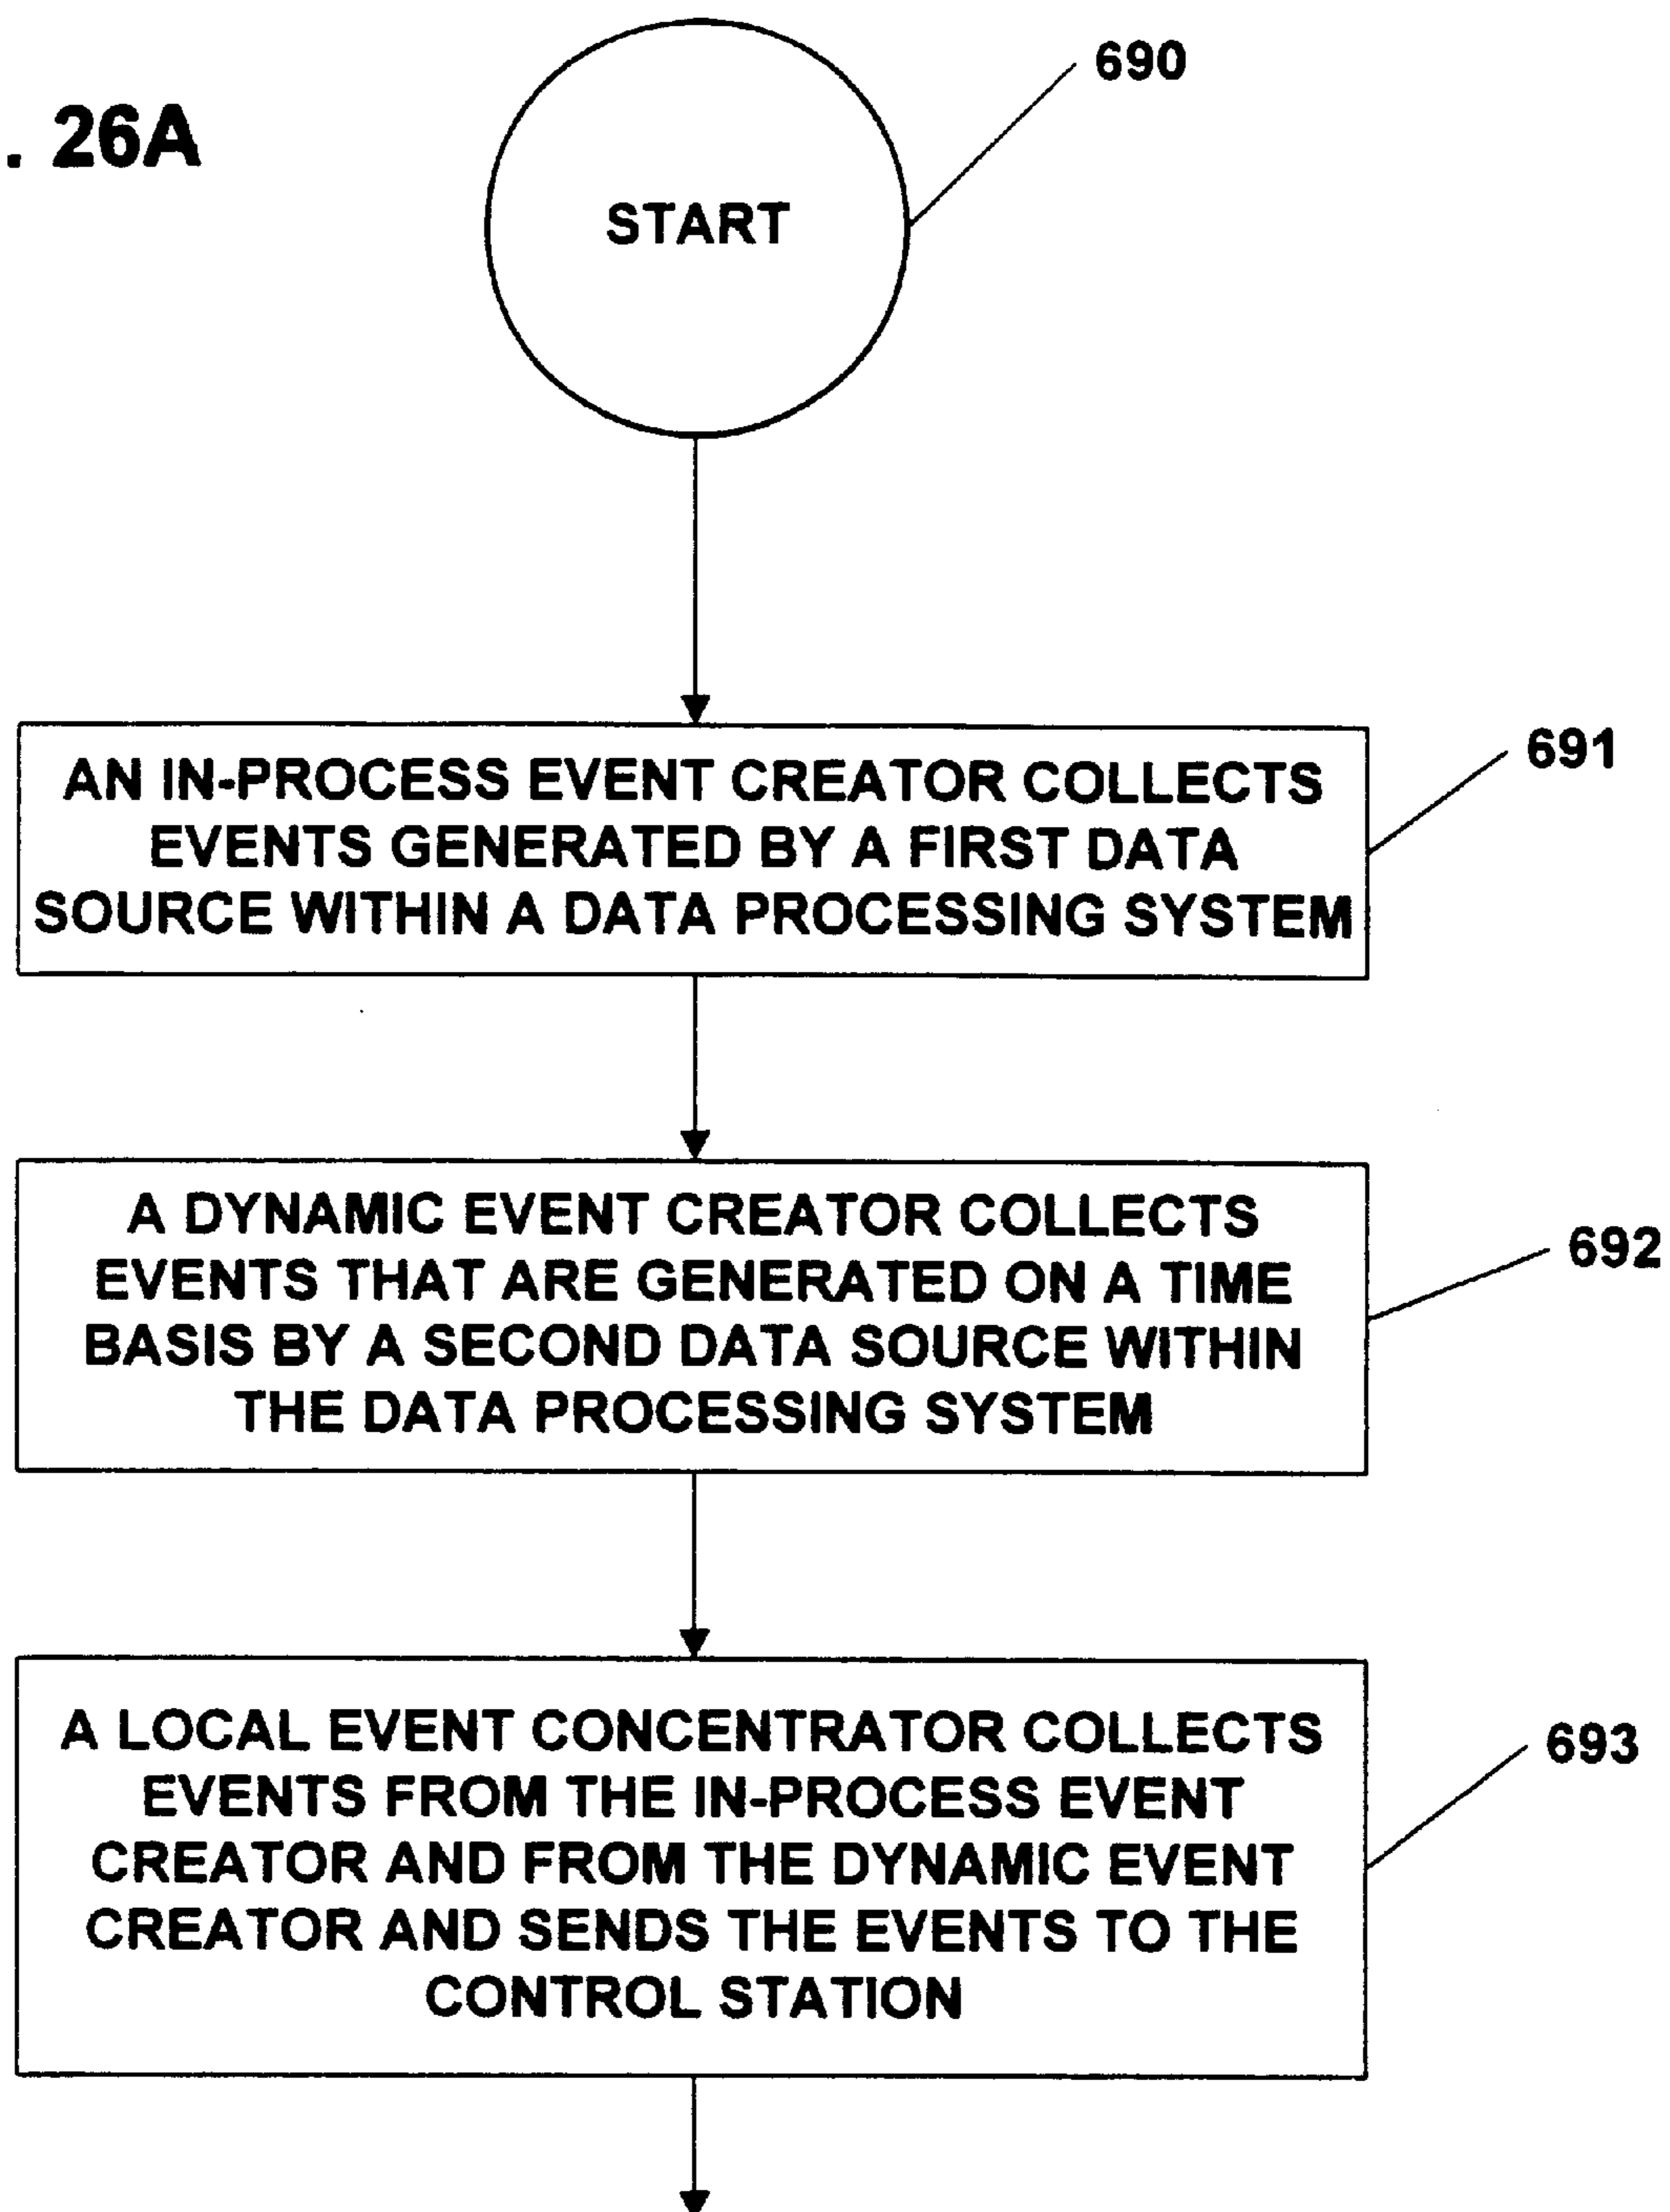 690
. 26A
START
691
AN IN-PROCESS EVENT CREATOR COLLECTS
EVENTS GENERATED BY A FIRST DATA
SOURCE WITHIN A DATA PROCESSING SYSTEM
692
A DYNAMIC EVENT CREATOR COLLECTS
EVENTS THAT ARE GENERATED ON A TIME
BASIS BY A SECOND DATA SOURCE WITHIN
THE DATA PROCESSING SYSTEM
693
A LOCAL EVENT CONCENTRATOR COLLECTS
EVENTS FROM THE IN-PROCESS EVENT
CREATOR AND FROM THE DYNAMIC EVENT
CREATOR AND SENDS THE EVENTS TO THE
CONTROL STATION